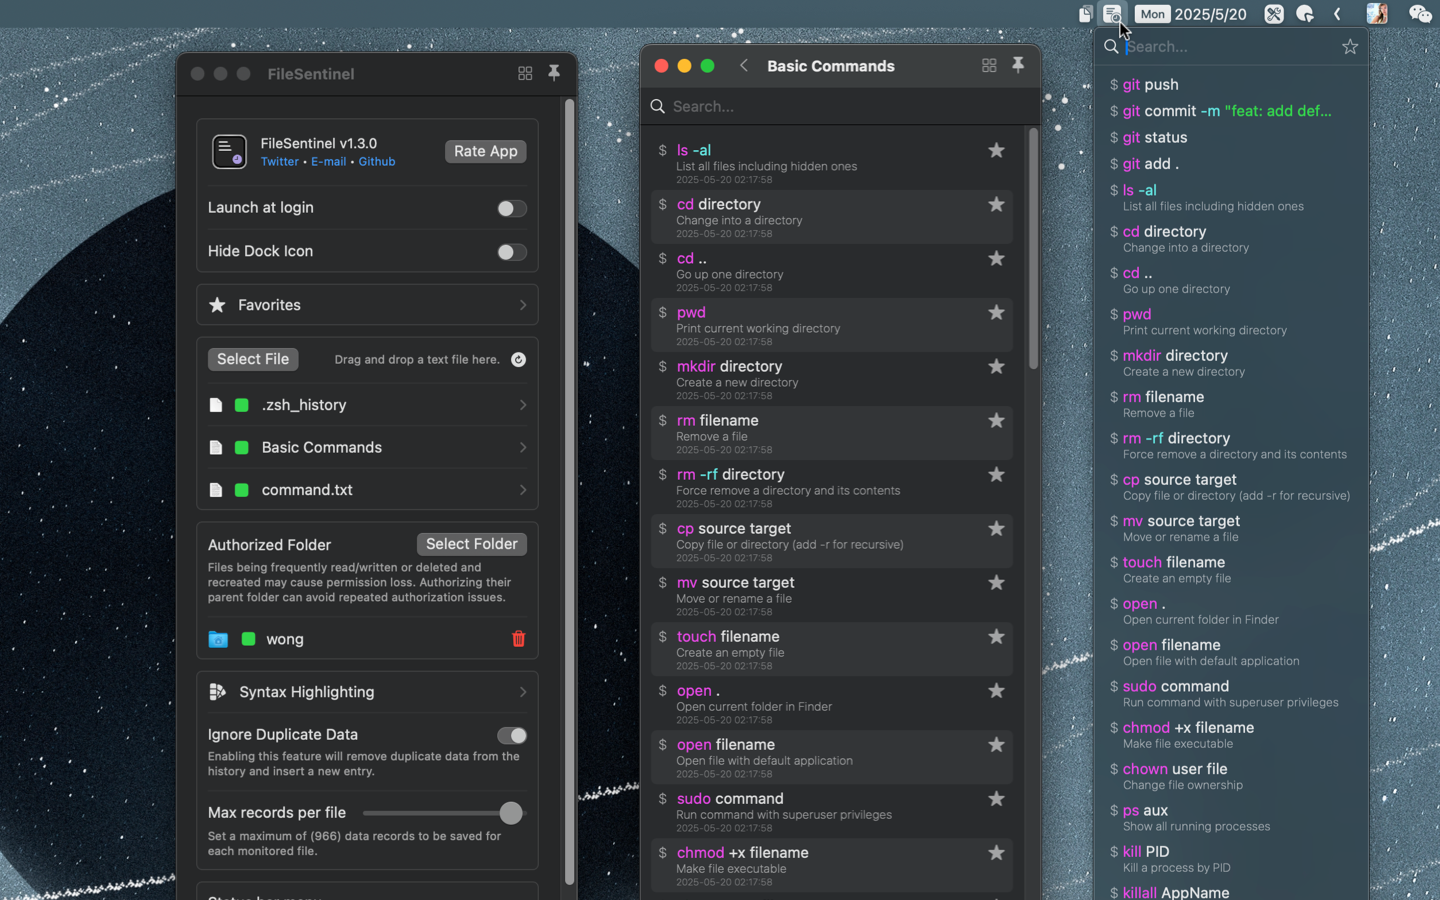 Mon 2025/5/20
FileSentinel
FileSentinel v1.3.0
Twitter • E-mail • Github
Rate App
Launch at login
Hide Dock Icon
Favorites
Select File
Drag and drop a text file here.
.zsh_history
Basic Commands
command.txt
Authorized Folder
Select Folder
Files being frequently read/written or deleted and
recreated may cause permission loss. Authorizing their
parent folder can avoid repeated authorization issues.
wong
Syntax Highlighting
Ignore Duplicate Data
Enabling this feature will remove duplicate data from the
history and insert a new entry.
Max records per file
Set a maximum of (966) data records to be saved for
each monitored file.
Status bar menu
Basic Commands
Search...
$ ls -al
List all files including hidden ones
2025-05-20 02:17:58
$ cd directory
Change into a directory
2025-05-20 02:17:58
$ cd ..
Go up one directory
2025-05-20 02:17:58
$ pwd
Print current working directory
2025-05-20 02:17:58
$ mkdir directory
Create a new directory
2025-05-20 02:17:58
$ rm filename
Remove a file
2025-05-20 02:17:58
$ rm -rf directory
Force remove a directory and its contents
2025-05-20 02:17:58
$ cp source target
Copy file or directory (add -r for recursive)
2025-05-20 02:17:58
$ mv source target
Move or rename a file
2025-05-20 02:17:58
$ touch filename
Create an empty file
2025-05-20 02:17:58
$ open .
Open current folder in Finder
2025-05-20 02:17:58
$ open filename
Open file with default application
2025-05-20 02:17:58
$ sudo command
Run command with superuser privileges
2025-05-20 02:17:58
$ chmod +x filename
Make file executable
2025-05-20 02:17:58
Search...
$ git push
$ git commit -m "feat: add def...
$ git status
$ git add .
$ ls -al
List all files including hidden ones
$ cd directory
Change into a directory
$ cd ..
Go up one directory
$ pwd
Print current working directory
$ mkdir directory
Create a new directory
$ rm filename
Remove a file
$ rm -rf directory
Force remove a directory and its contents
$ cp source target
Copy file or directory (add -r for recursive)
$ mv source target
Move or rename a file
$ touch filename
Create an empty file
$ open .
Open current folder in Finder
$ open filename
Open file with default application
$ sudo command
Run command with superuser privileges
$ chmod +x filename
Make file executable
$ chown user file
Change file ownership
$ ps aux
Show all running processes
$ kill PID
Kill a process by PID
$ killall AppName